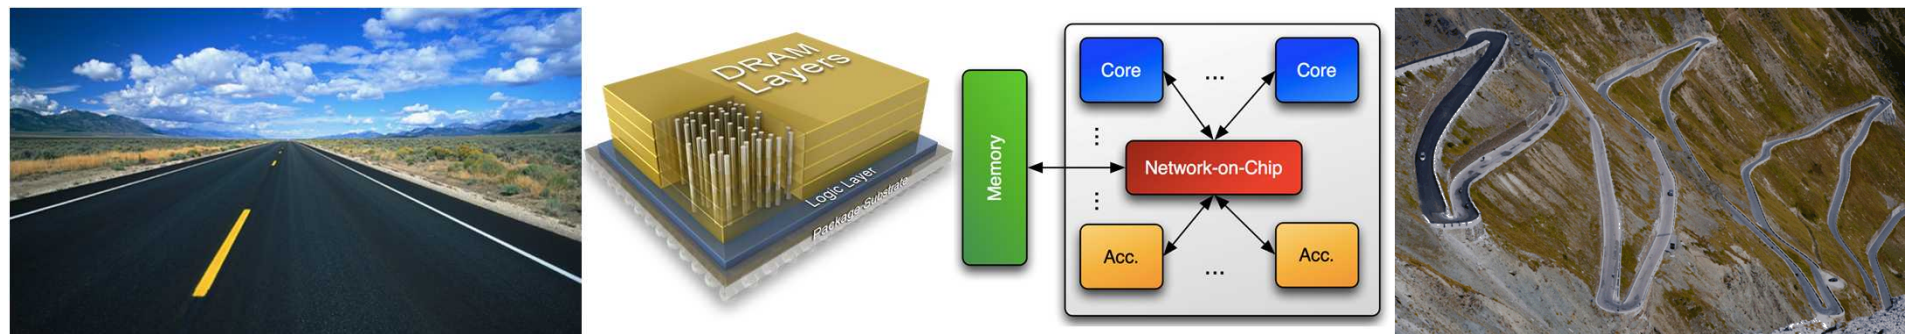 DRAM
Layers
Logic Layer
Package Substrate
Memory
Core
...
Core
...
Network-on-Chip
...
Acc.
...
Acc.